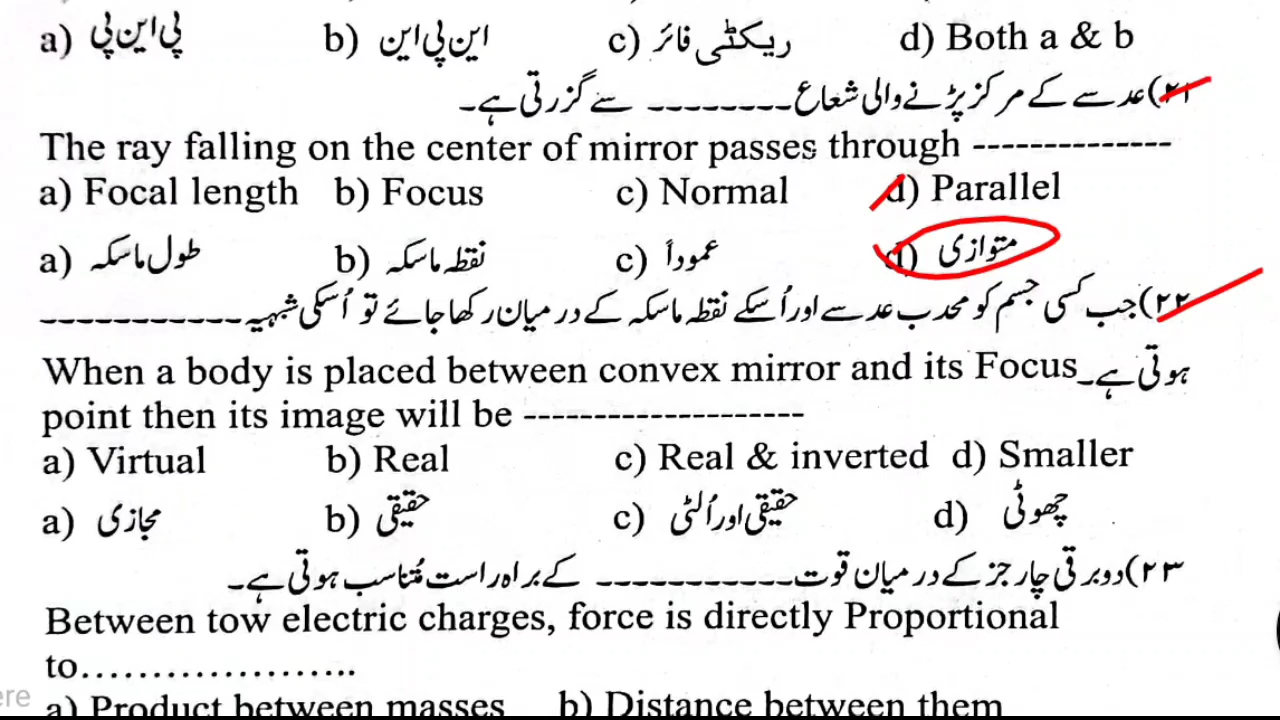 a) پی این پی b) این پی این c) ریکٹی فائر d) Both a & b
۲۱) عدسے کے مرکز پڑنے والی شعاع -------- سے گزرتی ہے۔
The ray falling on the center of mirror passes through --------------
a) Focal length b) Focus c) Normal d) Parallel
a) طول ماسکہ b) نقطہ ماسکہ c) عموداً d) متوازی
۲۲) جب کسی جسم کو محدب عدسے اور اُسکے نقطہ ماسکہ کے درمیان رکھا جائے تو اُسکی شبہیہ -----------
When a body is placed between convex mirror and its Focus ہوتی ہے۔
point then its image will be --------------------
a) Virtual b) Real c) Real & inverted d) Smaller
a) مجازی b) حقیقی c) حقیقی اور اُلٹی d) چھوٹی
۲۳) دو برقی چارجز کے درمیان قوت ----------- کے براہ راست مُتناسب ہوتی ہے۔
Between tow electric charges, force is directly Proportional
to....................
a) Product between masses b) Distance between them